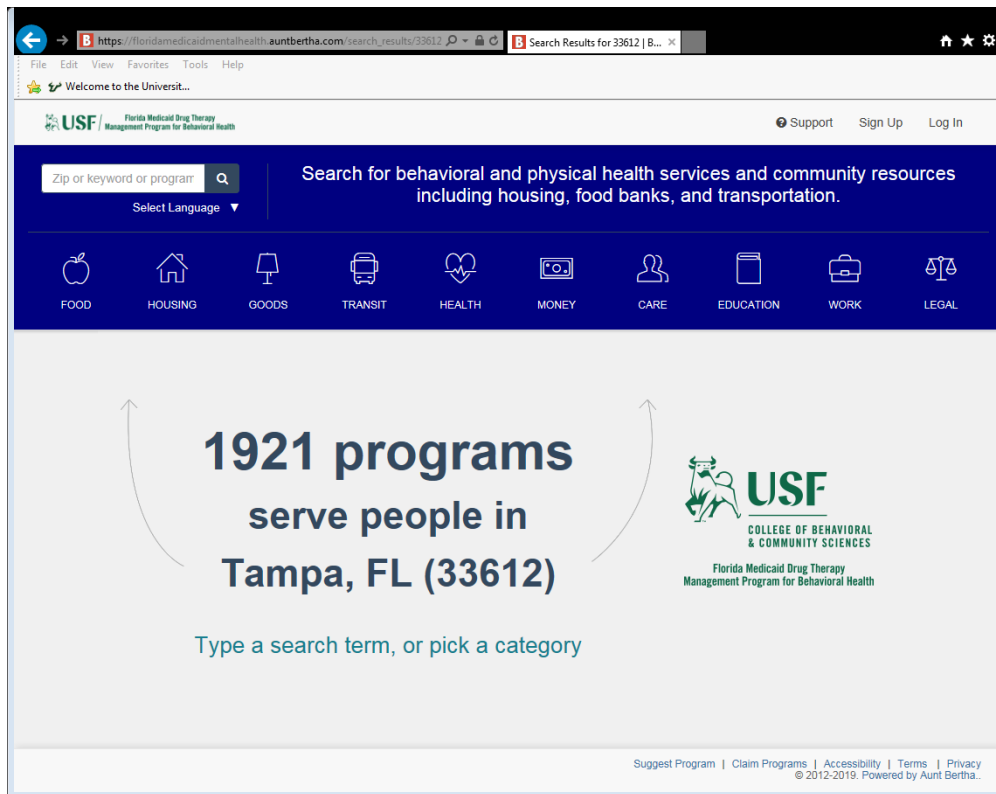 https://floridamedicaidmentalhealth.auntbertha.com/search_results/33612
Search Results for 33612 | B...
File Edit View Favorites Tools Help
Welcome to the Universit...
USF
Florida Medicaid Drug Therapy
Management Program for Behavioral Health
Support Sign Up Log In
Zip or keyword or program
Select Language ▼
Search for behavioral and physical health services and community resources
including housing, food banks, and transportation.
FOOD HOUSING GOODS TRANSIT HEALTH MONEY CARE EDUCATION WORK LEGAL
1921 programs
serve people in
Tampa, FL (33612)
Type a search term, or pick a category
USF
COLLEGE OF BEHAVIORAL
& COMMUNITY SCIENCES
Florida Medicaid Drug Therapy
Management Program for Behavioral Health
Suggest Program | Claim Programs | Accessibility | Terms | Privacy
© 2012-2019. Powered by Aunt Bertha..